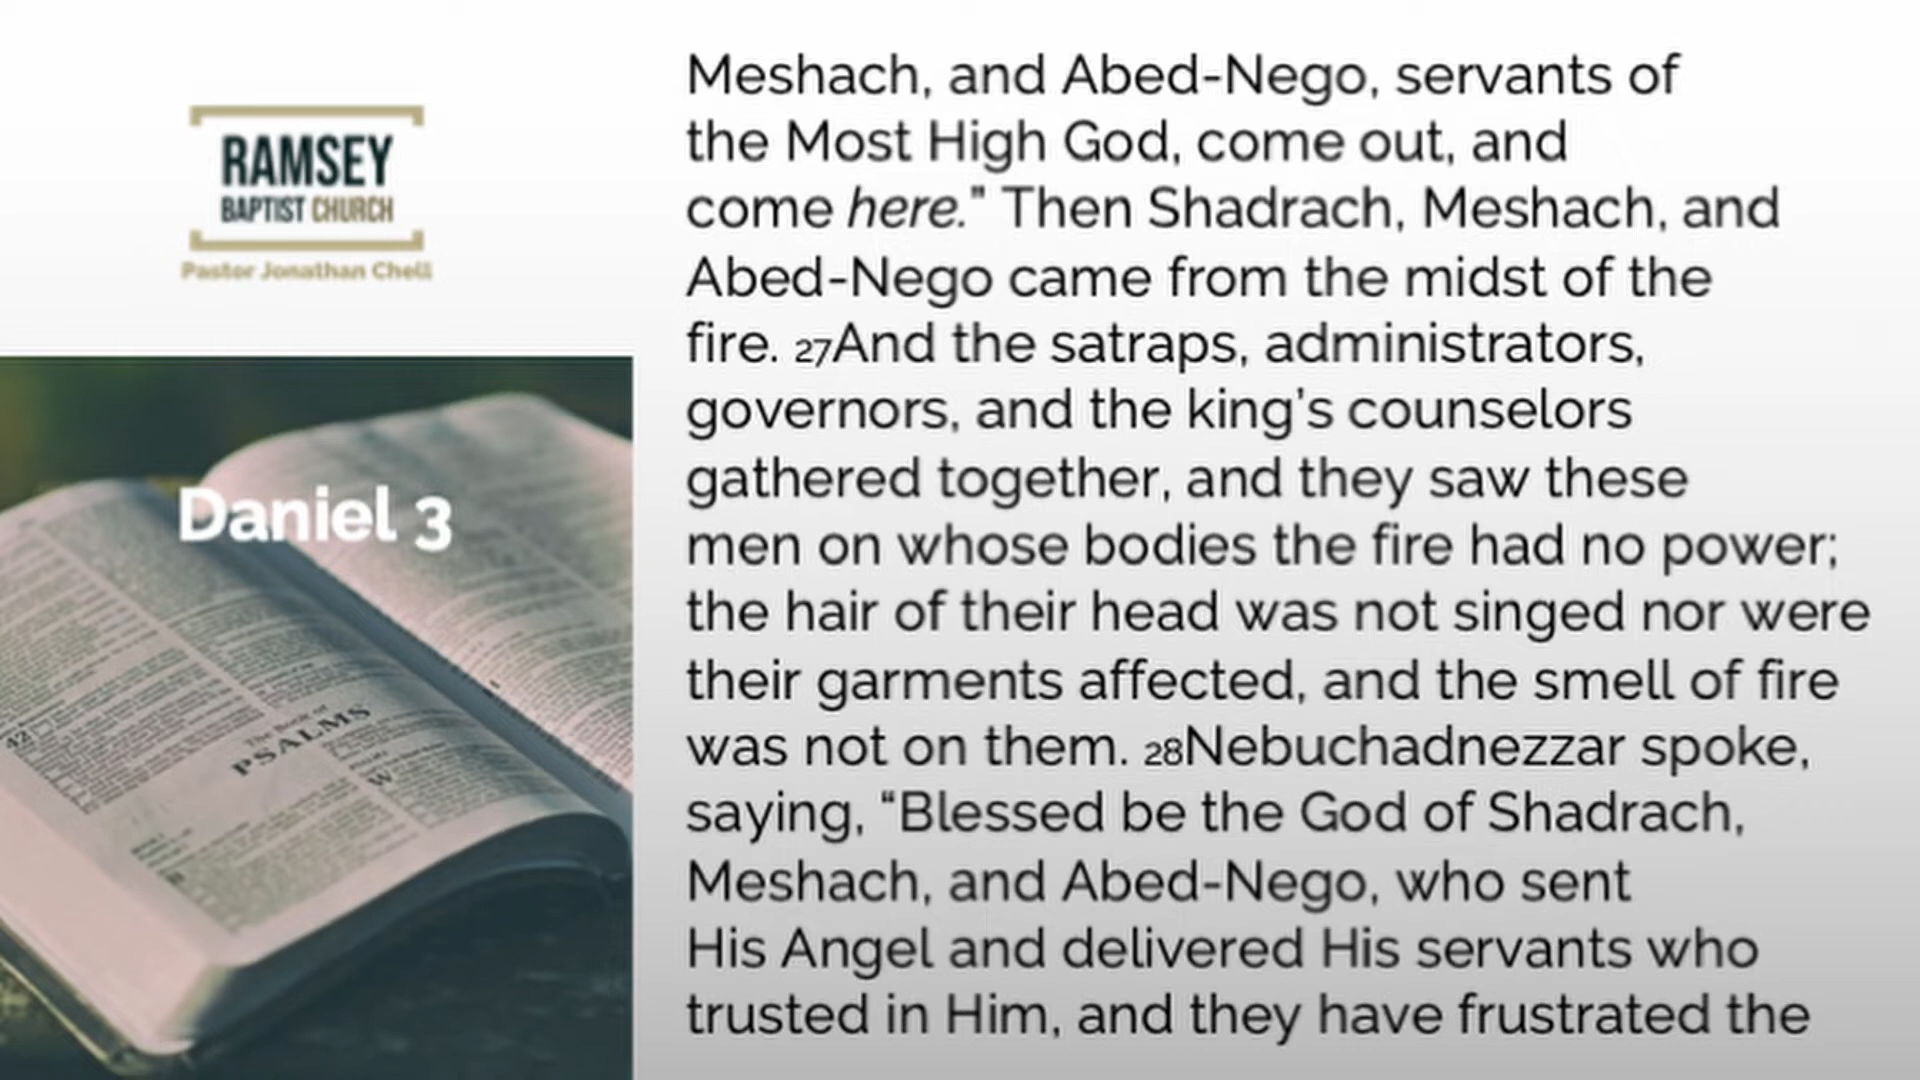 RAMSEY
BAPTIST CHURCH
Pastor Jonathan Chell
Daniel 3
The Book of
PSALMS
42
W
Meshach, and Abed-Nego, servants of
the Most High God, come out, and
come here.” Then Shadrach, Meshach, and
Abed-Nego came from the midst of the
fire. 27And the satraps, administrators,
governors, and the king’s counselors
gathered together, and they saw these
men on whose bodies the fire had no power;
the hair of their head was not singed nor were
their garments affected, and the smell of fire
was not on them. 28Nebuchadnezzar spoke,
saying, “Blessed be the God of Shadrach,
Meshach, and Abed-Nego, who sent
His Angel and delivered His servants who
trusted in Him, and they have frustrated the